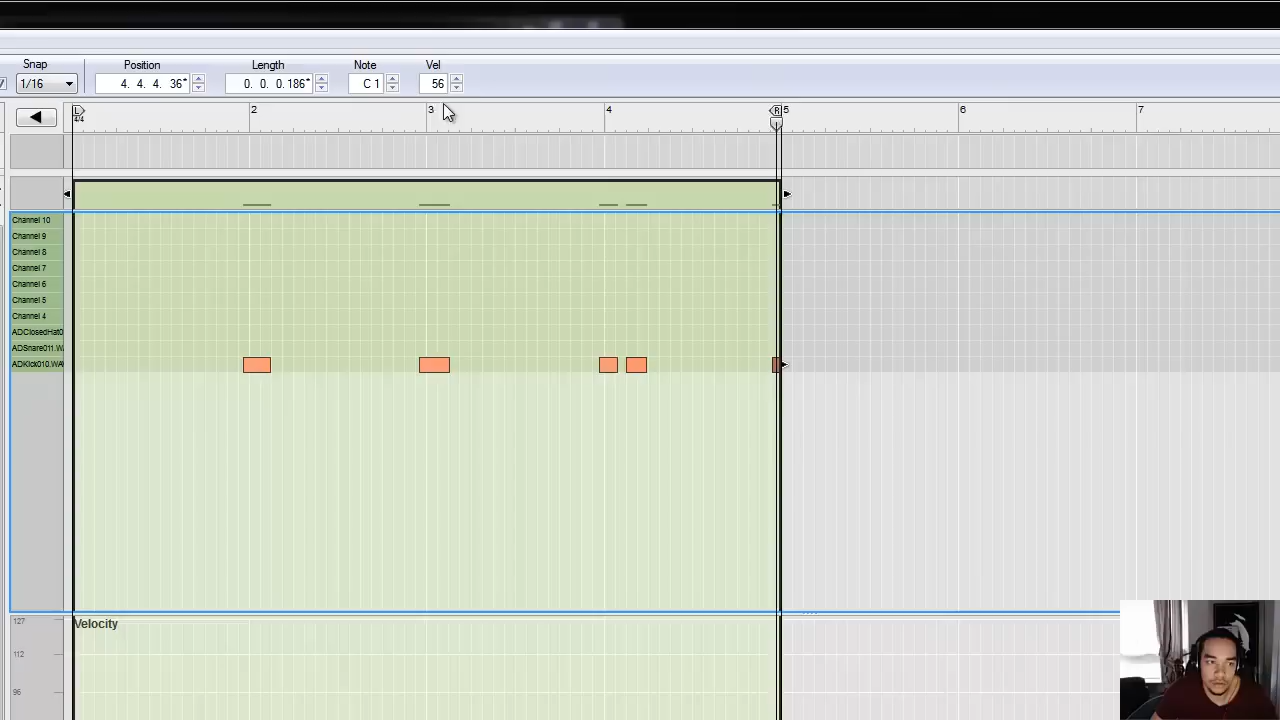 Snap Position Length Note Vel
1/16 4. 4. 4. 36* 0. 0. 0.186* C 1 56
L 2 3 4 R 5 6 7
4/4
Channel 10
Channel 9
Channel 8
Channel 7
Channel 6
Channel 5
Channel 4
ADClosedHat0
ADSnare011.W
ADKick010.WA
127 Velocity
112
96